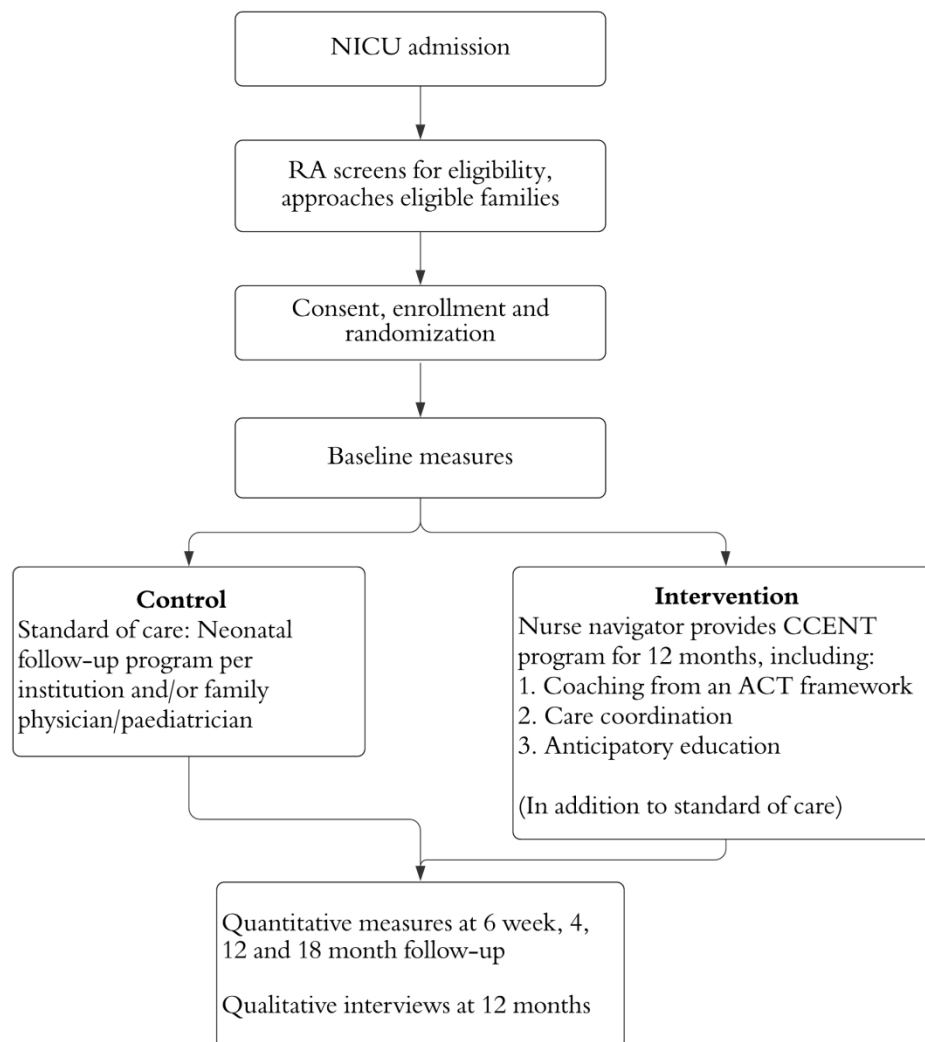 NICU admission
RA screens for eligibility,
approaches eligible families
Consent, enrollment and
randomization
Baseline measures
Control
Standard of care: Neonatal
follow-up program per
institution and/or family
physician/paediatrician
Intervention
Nurse navigator provides CCENT
program for 12 months, including:
1. Coaching from an ACT framework
2. Care coordination
3. Anticipatory education
(In addition to standard of care)
Quantitative measures at 6 week, 4,
12 and 18 month follow-up
Qualitative interviews at 12 months